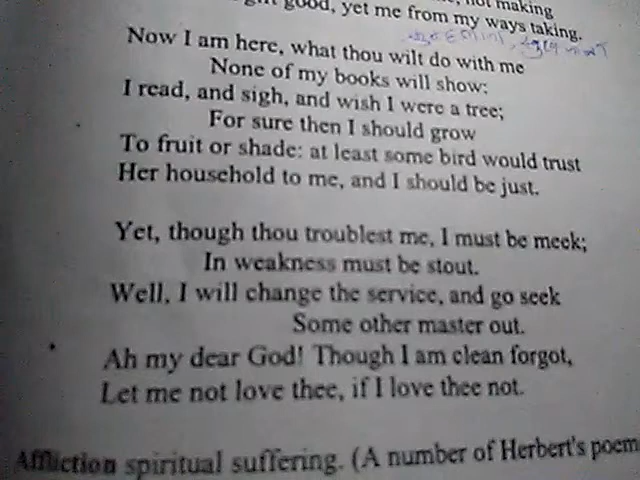 not making
good, yet me from my ways taking.
Now I am here, what thou wilt do with me
None of my books will show:
I read, and sigh, and wish I were a tree;
For sure then I should grow
To fruit or shade: at least some bird would trust
Her household to me, and I should be just.
Yet, though thou troublest me, I must be meek;
In weakness must be stout.
Well, I will change the service, and go seek
Some other master out.
Ah my dear God! Though I am clean forgot,
Let me not love thee, if I love thee not.
Affliction spiritual suffering. (A number of Herbert's poem